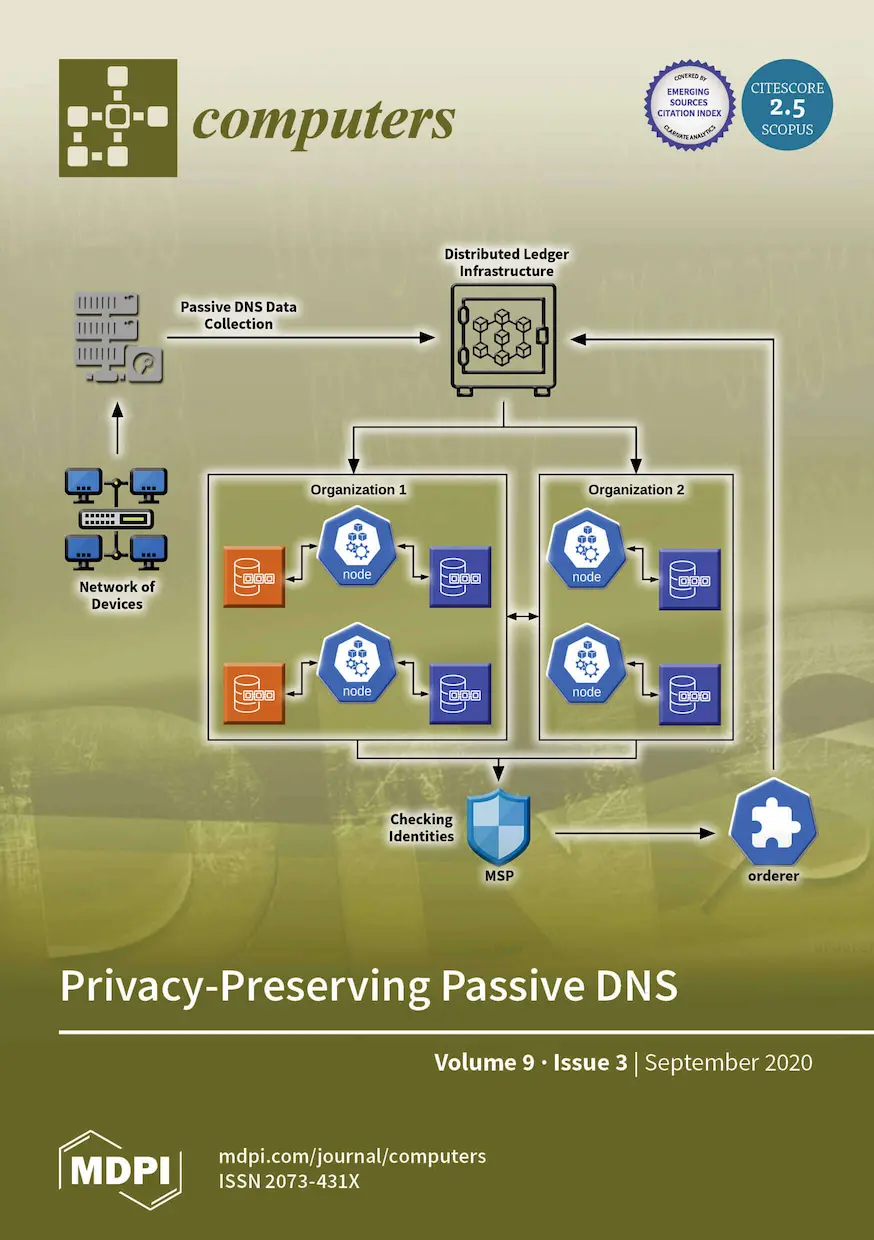 computers
COVERED BY
EMERGING
SOURCES
CITATION INDEX
CLARIVATE ANALYTICS
CITESCORE
2.5
SCOPUS
Distributed Ledger
Infrastructure
Passive DNS Data
Collection
Organization 1
Organization 2
node
node
Network of
Devices
node
node
Checking
Identities
MSP
orderer
Privacy-Preserving Passive DNS
Volume 9 · Issue 3 | September 2020
MDPI
mdpi.com/journal/computers
ISSN 2073-431X